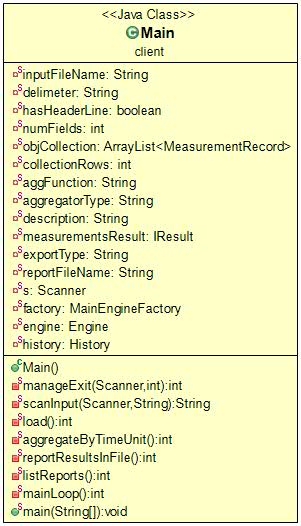 <<Java Class>>
Main
client
inputFileName: String
delimeter: String
hasHeaderLine: boolean
numFields: int
objCollection: ArrayList<MeasurementRecord>
collectionRows: int
aggFunction: String
aggregatorType: String
description: String
measurementsResult: IResult
exportType: String
reportFileName: String
s: Scanner
factory: MainEngineFactory
engine: Engine
history: History
Main()
manageExit(Scanner,int):int
scanInput(Scanner,String):String
load():int
aggregateByTimeUnit():int
reportResultsInFile():int
listReports():int
mainLoop():int
main(String[]):void